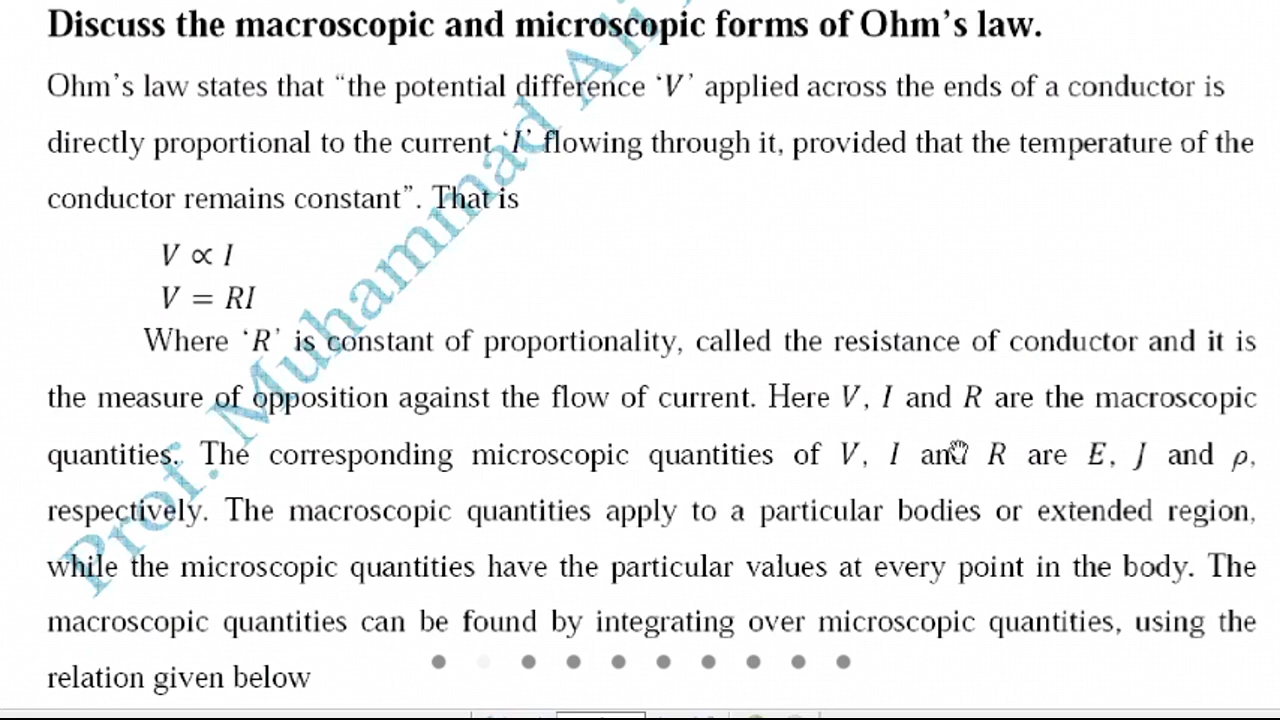 Discuss the macroscopic and microscopic forms of Ohm's law.
Ohm's law states that “the potential difference ‘V’ applied across the ends of a conductor is
directly proportional to the current ‘I’ flowing through it, provided that the temperature of the
conductor remains constant”. That is
V ∝ I
V = RI
Where ‘R’ is constant of proportionality, called the resistance of conductor and it is
the measure of opposition against the flow of current. Here V, I and R are the macroscopic
quantities. The corresponding microscopic quantities of V, I and R are E, J and ρ,
respectively. The macroscopic quantities apply to a particular bodies or extended region,
while the microscopic quantities have the particular values at every point in the body. The
macroscopic quantities can be found by integrating over microscopic quantities, using the
relation given below
Prof. Muhammad Ali